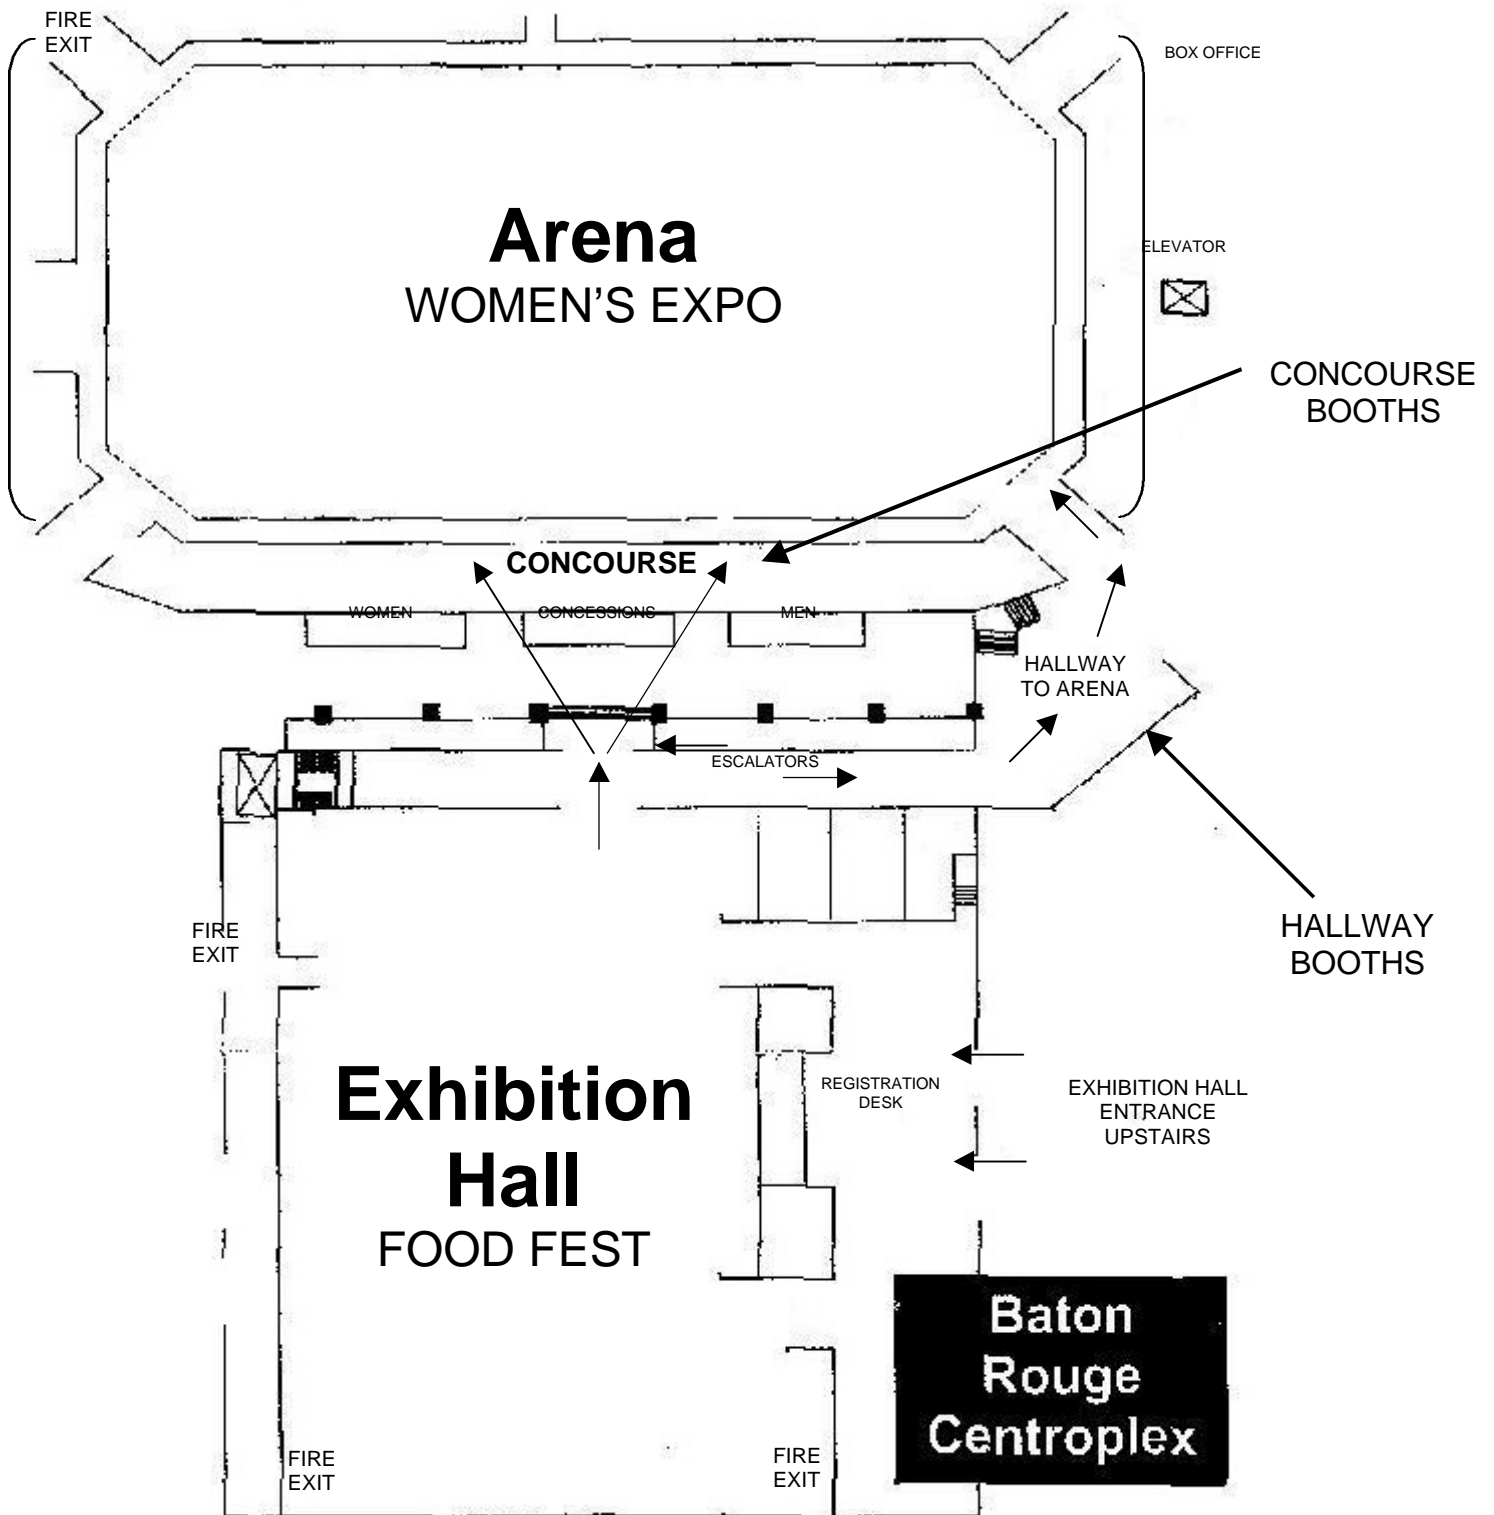 FIRE
EXIT
BOX OFFICE
Arena
WOMEN'S EXPO
ELEVATOR
CONCOURSE
BOOTHS
CONCOURSE
WOMEN
CONCESSIONS
MEN
HALLWAY
TO ARENA
ESCALATORS
FIRE
EXIT
HALLWAY
BOOTHS
Exhibition
Hall
FOOD FEST
REGISTRATION
DESK
EXHIBITION HALL
ENTRANCE
UPSTAIRS
Baton
Rouge
Centroplex
FIRE
EXIT
FIRE
EXIT